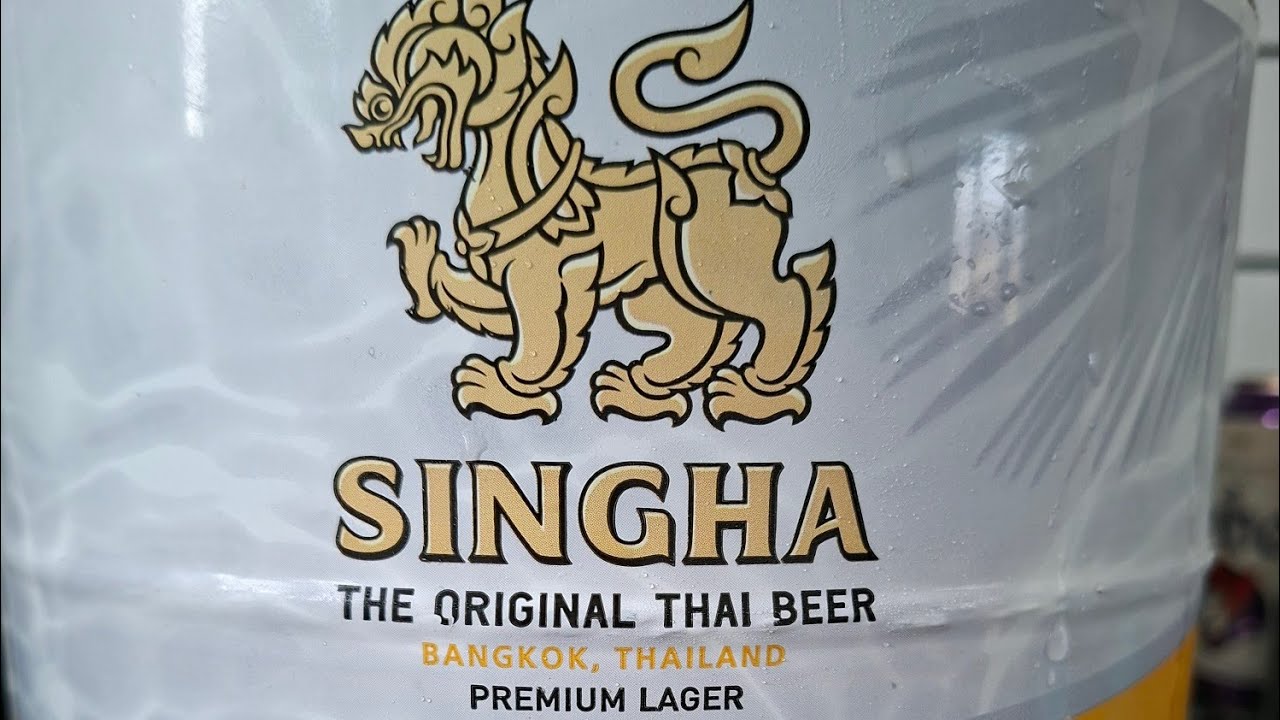 SINGHA
THE ORIGINAL THAI BEER
BANGKOK, THAILAND
PREMIUM LAGER